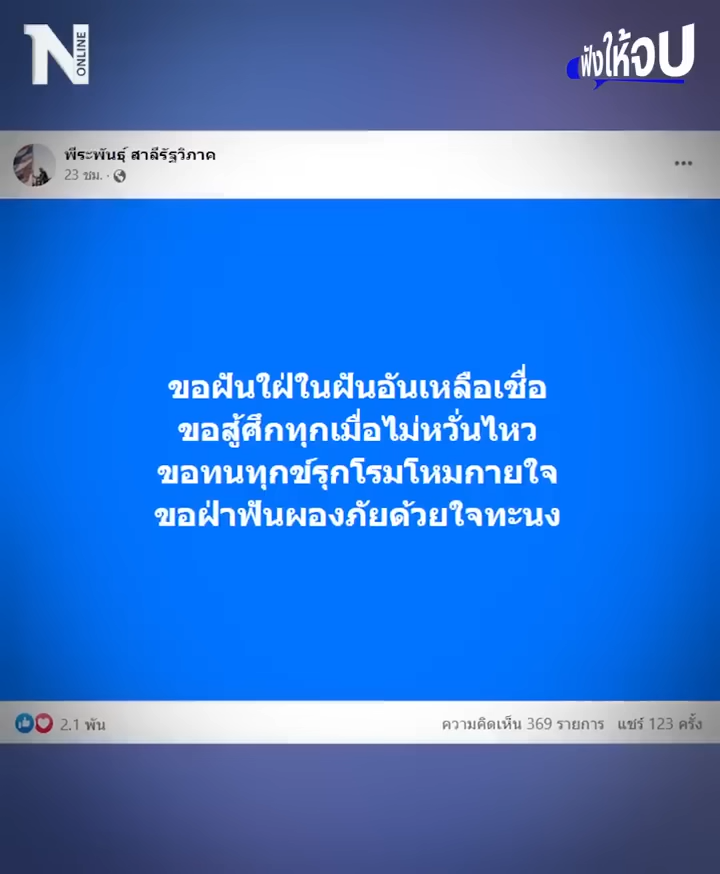 N ONLINE
ฟังให้จบ
พีระพันธุ์ สาลีรัฐวิภาค
23 ชม. ·
ขอฝันใฝ่ในฝันอันเหลือเชื่อ
ขอสู้ศึกทุกเมื่อไม่หวั่นไหว
ขอทนทุกข์รุกโรมโหมกายใจ
ขอฝ่าฟันผองภัยด้วยใจทะนง
2.1 พัน
ความคิดเห็น 369 รายการ แชร์ 123 ครั้ง